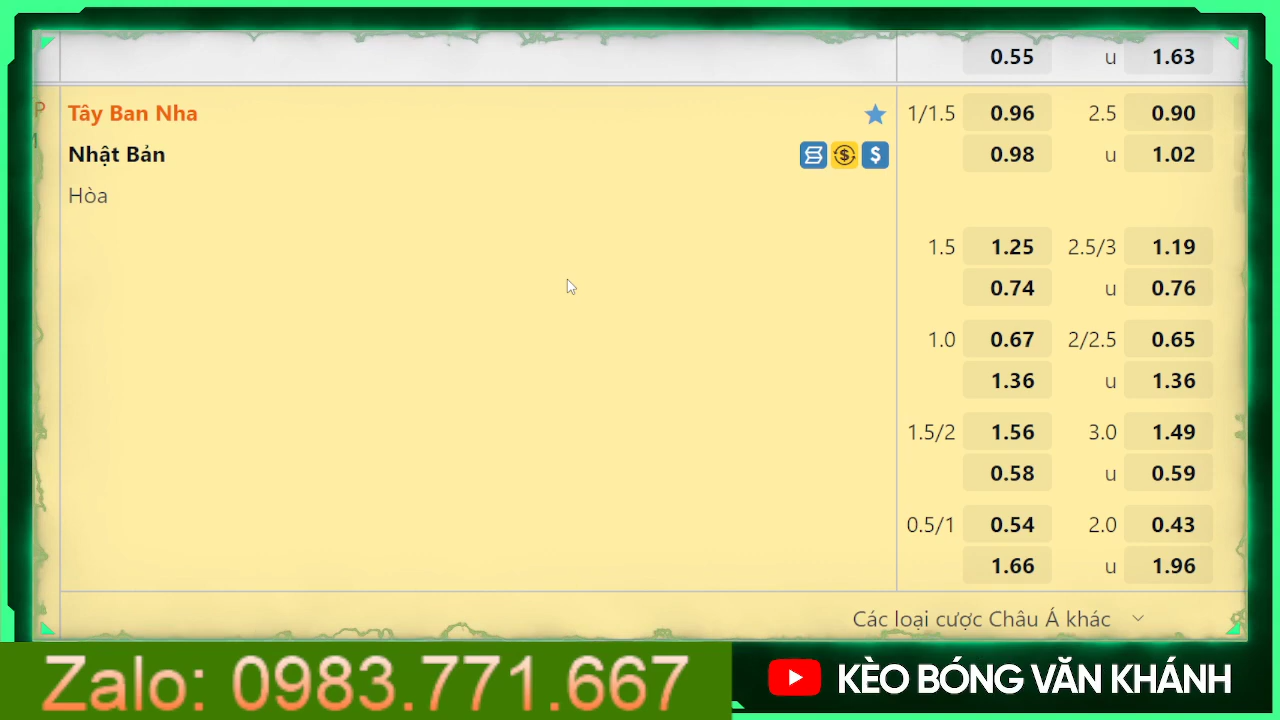 0.55 u 1.63
Tây Ban Nha 1/1.5 0.96 2.5 0.90
Nhật Bản $ $ 0.98 u 1.02
Hòa
1.5 1.25 2.5/3 1.19
0.74 u 0.76
1.0 0.67 2/2.5 0.65
1.36 u 1.36
1.5/2 1.56 3.0 1.49
0.58 u 0.59
0.5/1 0.54 2.0 0.43
1.66 u 1.96
Các loại cược Châu Á khác
Zalo: 0983.771.667
KÈO BÓNG VĂN KHÁNH